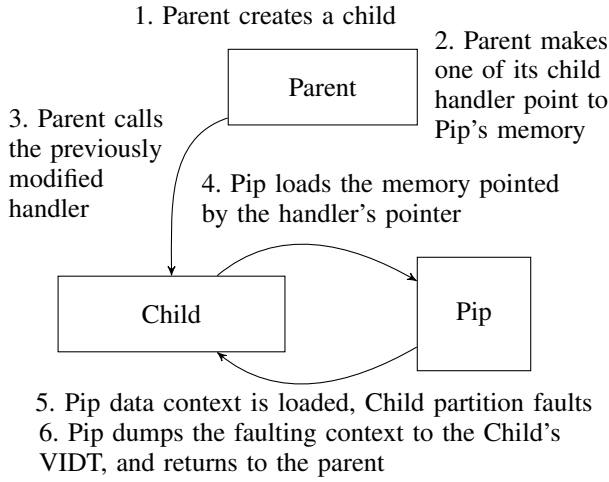 1. Parent creates a child
2. Parent makes
one of its child
handler point to
Pip's memory
Parent
3. Parent calls
the previously
modified
handler
4. Pip loads the memory pointed
by the handler's pointer
Child
Pip
5. Pip data context is loaded, Child partition faults
6. Pip dumps the faulting context to the Child's
VIDT, and returns to the parent